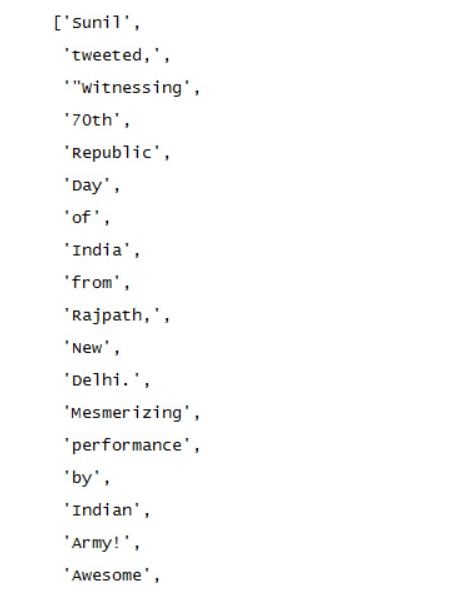 ['Sunil',
'tweeted,',
'"Witnessing',
'70th',
'Republic',
'Day',
'of',
'India',
'from',
'Rajpath,',
'New',
'Delhi.',
'Mesmerizing',
'performance',
'by',
'Indian',
'Army!',
'Awesome',